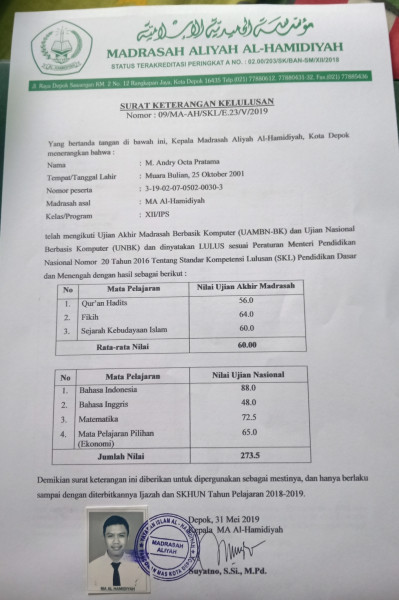 مؤسسة الحميدية الإسلامية
MADRASAH ALIYAH AL-HAMIDIYAH
STATUS TERAKREDITASI PERINGKAT A NO. : 02.00/203/SK/BAN-SM/XII/2018
Jl. Raya Depok Sawangan KM. 2 No. 12 Rangkapan Jaya, Kota Depok 16435 Telp.(021) 77880612, 77885431-32, Fax.(021) 77885436
SURAT KETERANGAN KELULUSAN
Nomor : 09/MA-AH/SKL/E.23/V/2019
Yang bertanda tangan di bawah ini, Kepala Madrasah Aliyah Al-Hamidiyah, Kota Depok
menerangkan bahwa :
Nama : M. Andry Octa Pratama
Tempat/Tanggal Lahir : Muara Bulian, 25 Oktober 2001
Nomor peserta : 3-19-02-07-0502-0030-3
Madrasah asal : MA Al-Hamidiyah
Kelas/Program : XII/IPS
telah mengikuti Ujian Akhir Madrasah Berbasik Komputer (UAMBN-BK) dan Ujian Nasional
Berbasis Komputer (UNBK) dan dinyatakan LULUS sesuai Peraturan Menteri Pendidikan
Nasional Nomor 20 Tahun 2016 Tentang Standar Kompetensi Lulusan (SKL) Pendidikan Dasar
dan Menengah dengan hasil sebagai berikut :
No Mata Pelajaran Nilai Ujian Akhir Madrasah
1. Qur'an Hadits 56.0
2. Fikih 64.0
3. Sejarah Kebudayaan Islam 60.0
Rata-rata Nilai 60.00
No Mata Pelajaran Nilai Ujian Nasional
1. Bahasa Indonesia 88.0
2. Bahasa Inggris 48.0
3. Matematika 72.5
4. Mata Pelajaran Pilihan 65.0
(Ekonomi)
Jumlah Nilai 273.5
Demikian surat keterangan ini diberikan untuk dipergunakan sebagai mestinya, dan hanya berlaku
sampai dengan diterbitkannya Ijazah dan SKHUN Tahun Pelajaran 2018-2019.
Depok, 31 Mei 2019
Kepala MA Al-Hamidiyah
MADRASAH
ALIYAH
MA AL HAMIDIYAH
Suyatno, S.Si., M.Pd.